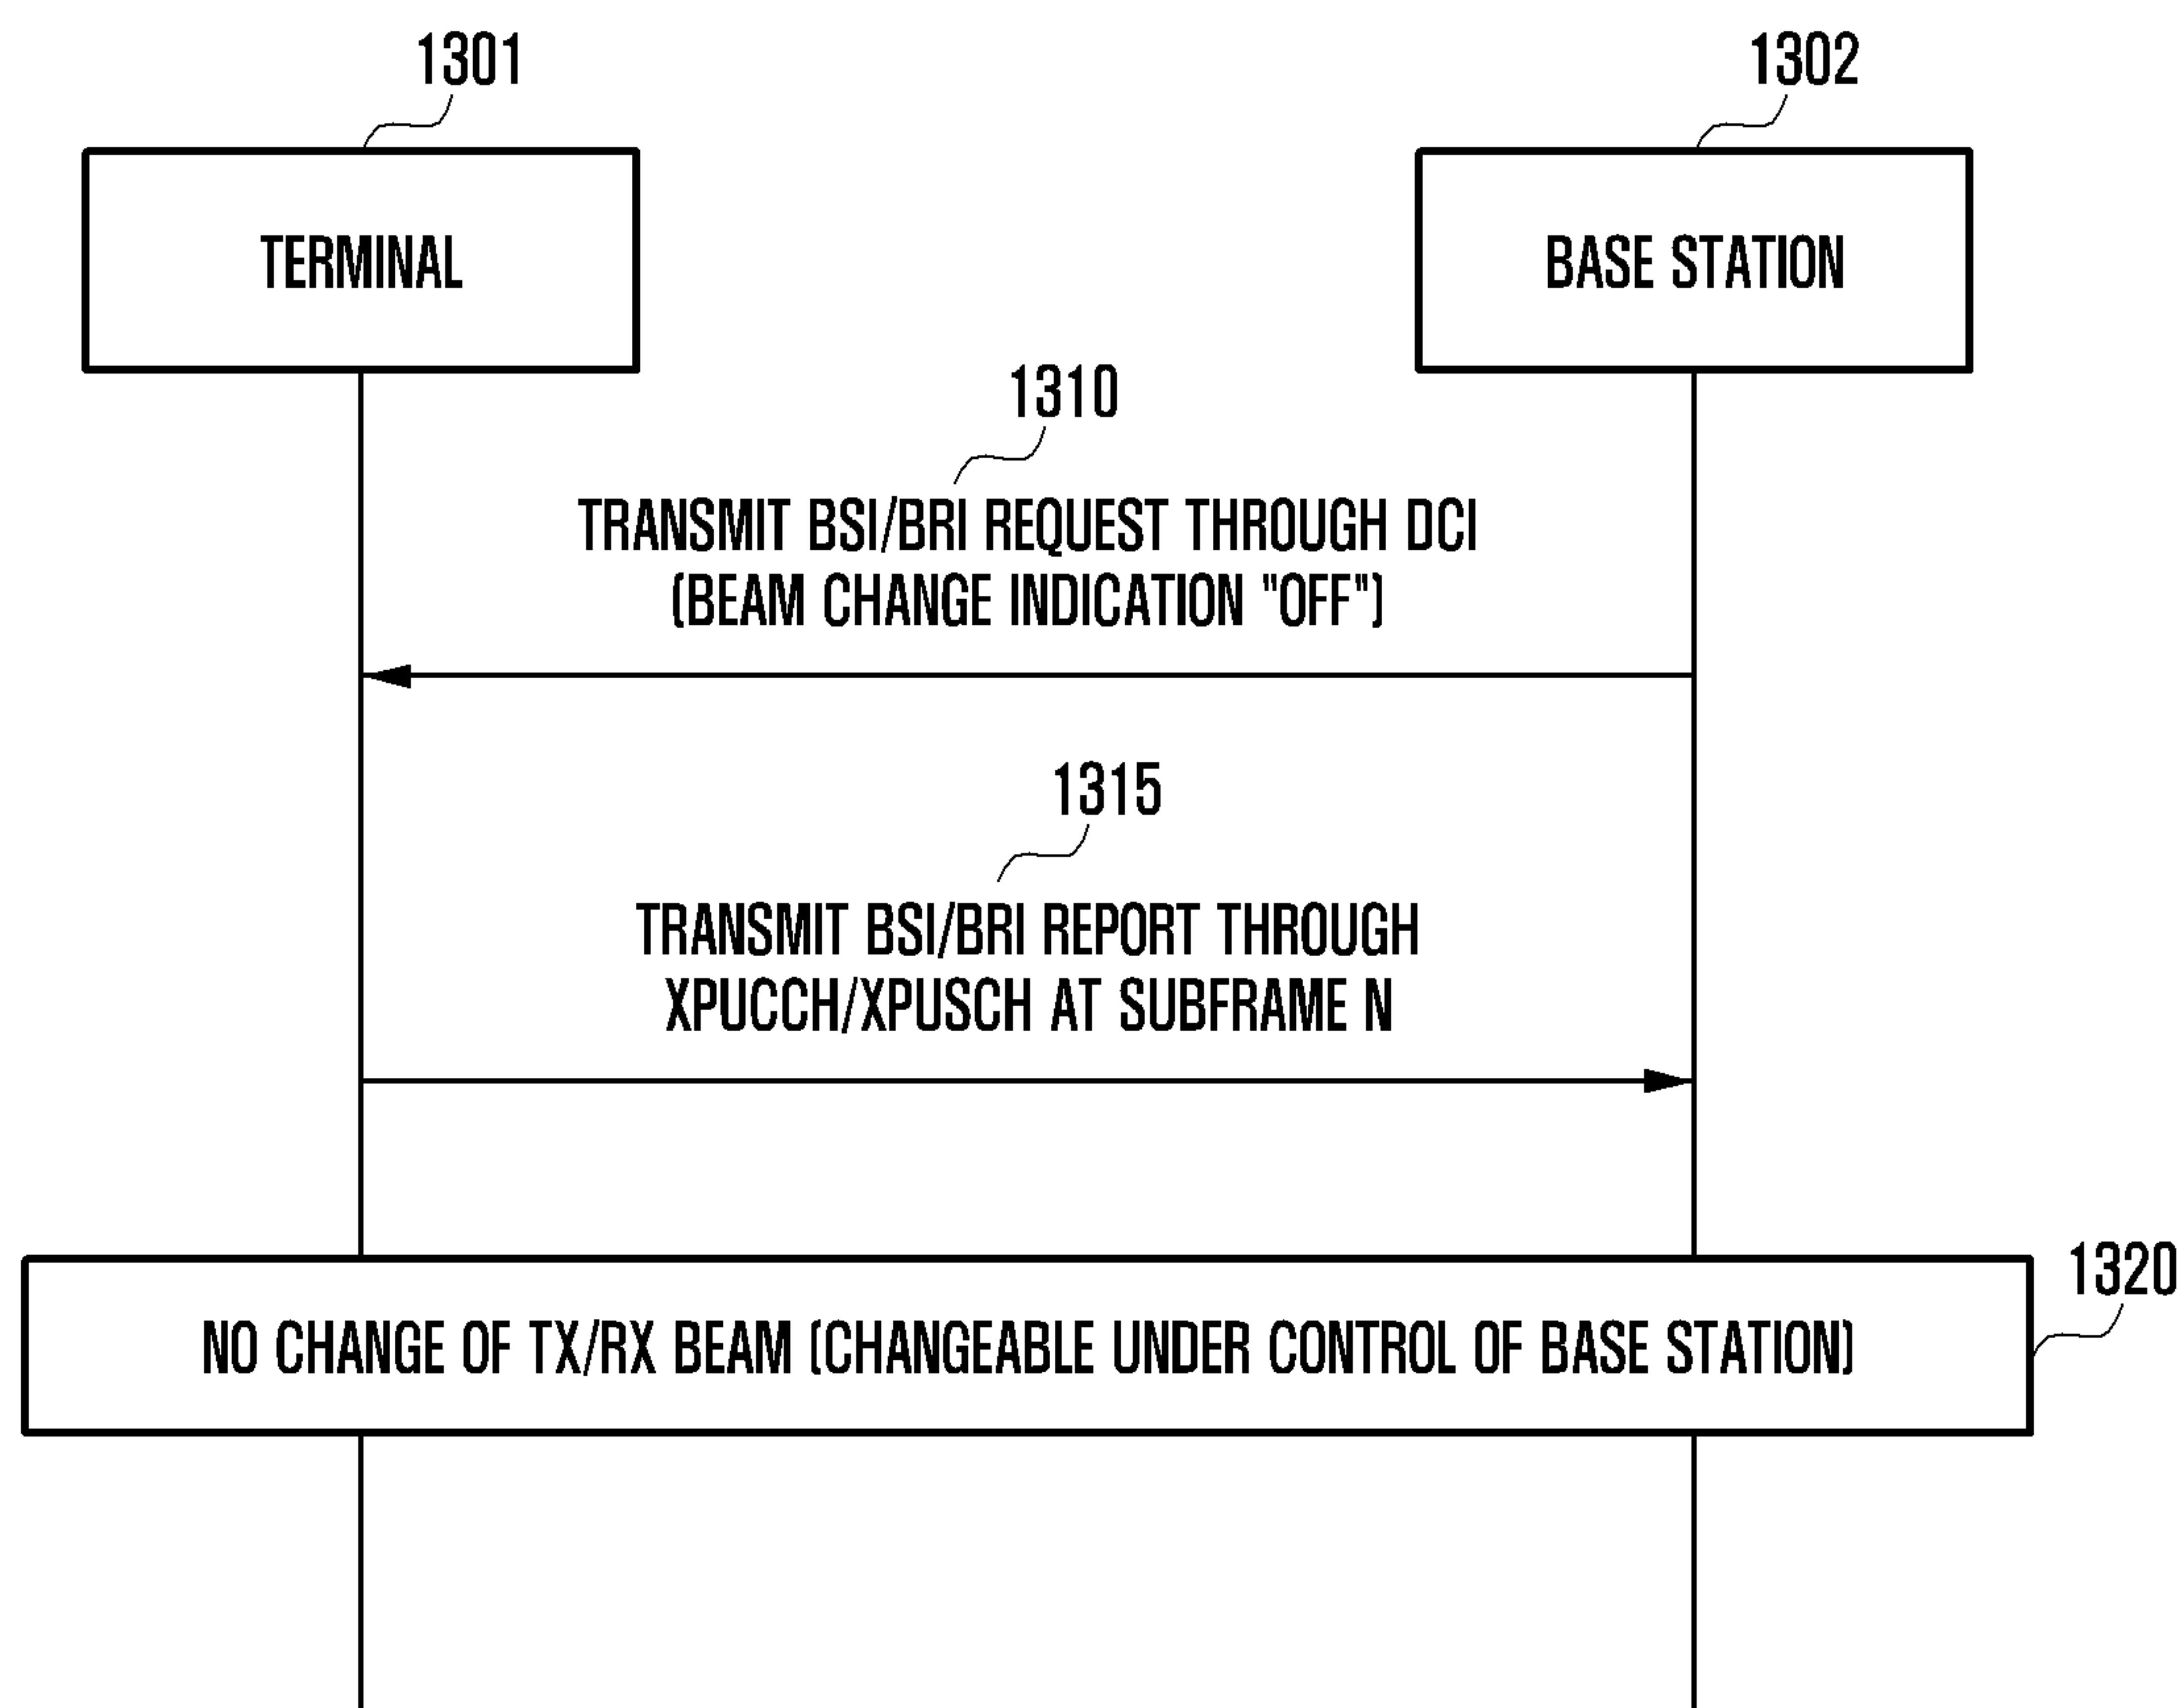 1301
1302
TERMINAL
BASE STATION
1310
TRANSMIT BSI/BRI REQUEST THROUGH DCI
(BEAM CHANGE INDICATION "OFF")
1315
TRANSMIT BSI/BRI REPORT THROUGH
XPUCCH/XPUSCH AT SUBFRAME N
1320
NO CHANGE OF TX/RX BEAM (CHANGEABLE UNDER CONTROL OF BASE STATION)